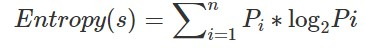 Entropy(s) = ∑_{i=1}^{n} P_i * log_2 Pi